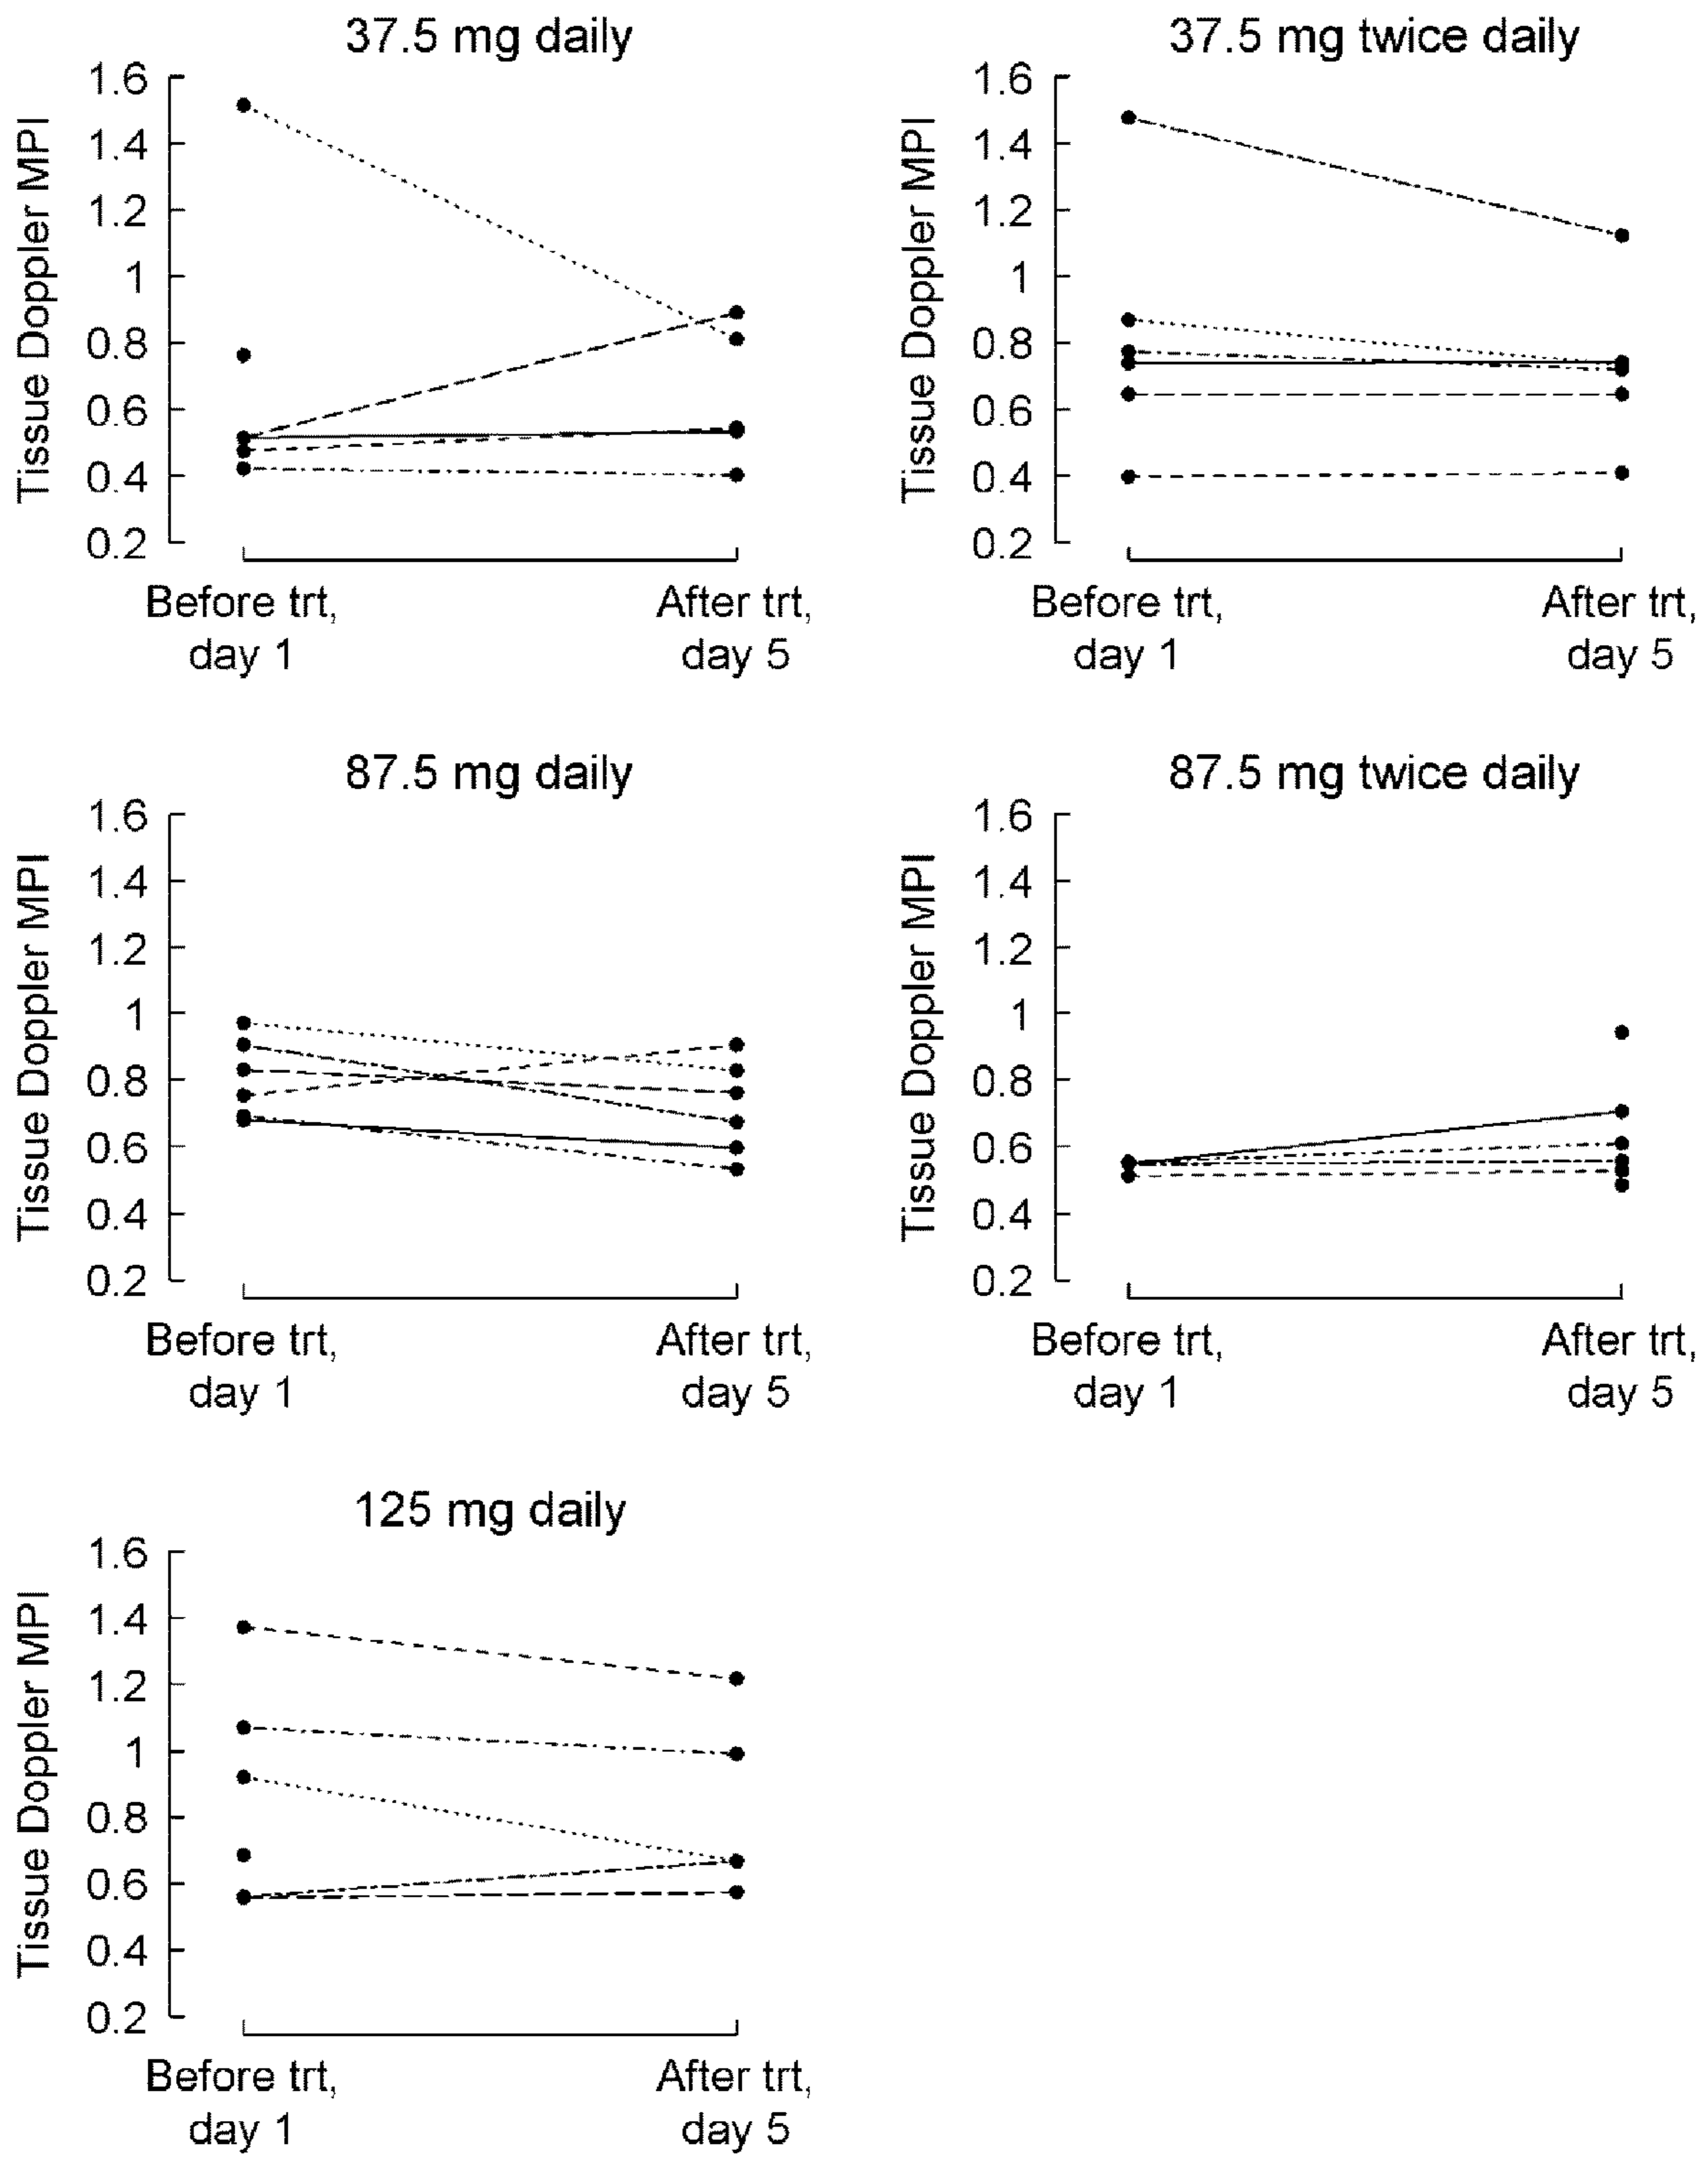 37.5 mg daily
Tissue Doppler MPI
1.6
1.4
1.2
1
0.8
0.6
0.4
0.2
Before trt,
day 1
After trt,
day 5
37.5 mg twice daily
Tissue Doppler MPI
1.6
1.4
1.2
1
0.8
0.6
0.4
0.2
Before trt,
day 1
After trt,
day 5
87.5 mg daily
Tissue Doppler MPI
1.6
1.4
1.2
1
0.8
0.6
0.4
0.2
Before trt,
day 1
After trt,
day 5
87.5 mg twice daily
Tissue Doppler MPI
1.6
1.4
1.2
1
0.8
0.6
0.4
0.2
Before trt,
day 1
After trt,
day 5
125 mg daily
Tissue Doppler MPI
1.6
1.4
1.2
1
0.8
0.6
0.4
0.2
Before trt,
day 1
After trt,
day 5